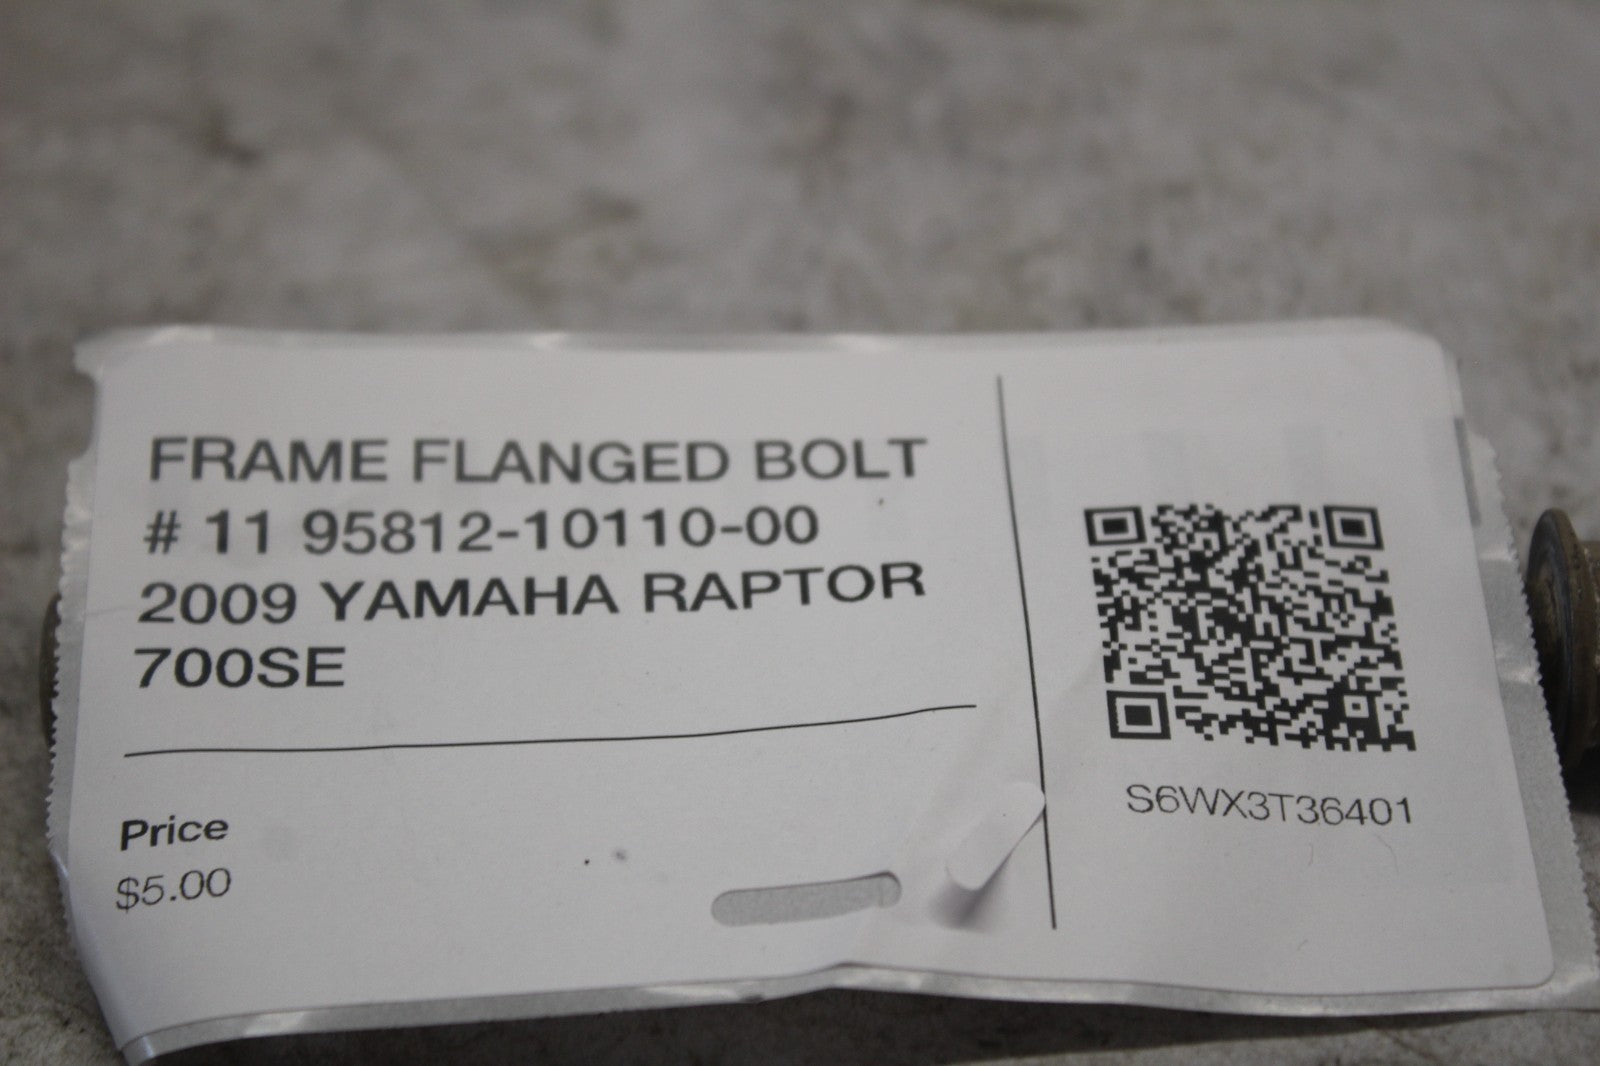 FRAME FLANGED BOLT
# 11 95812-10110-00
2009 YAMAHA RAPTOR
700SE
Price
$5.00
S6WX3T36401